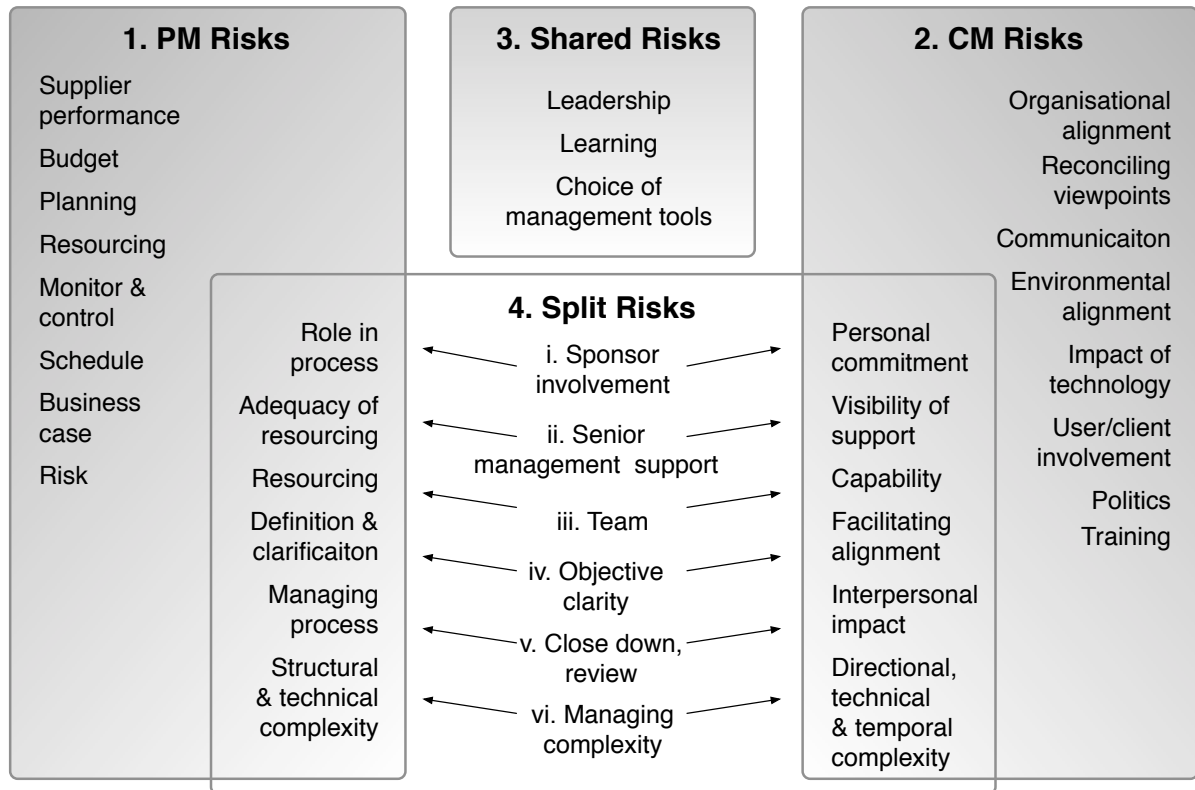 1. PM Risks
Supplier
performance
Budget
Planning
Resourcing
Monitor &
control
Schedule
Business
case
Risk
3. Shared Risks
Leadership
Learning
Choice of
management tools
2. CM Risks
Organisational
alignment
Reconciling
viewpoints
Communicaiton
Environmental
alignment
Impact of
technology
User/client
involvement
Politics
Training
4. Split Risks
Role in
process
i. Sponsor
involvement
Personal
commitment
Adequacy of
resourcing
ii. Senior
management support
Visibility of
support
Resourcing
iii. Team
Capability
Definition &
clarificaiton
iv. Objective
clarity
Facilitating
alignment
Managing
process
v. Close down,
review
Interpersonal
impact
Structural
& technical
complexity
vi. Managing
complexity
Directional,
technical
& temporal
complexity